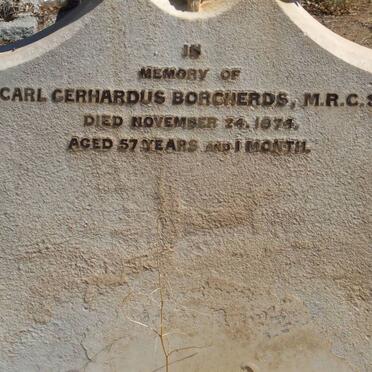 IN
MEMORY OF
CARL GERHARDUS BORCHERDS, M.R.C.S
DIED NOVEMBER 24. 1874.
AGED 57 YEARS AND 1 MONTH.